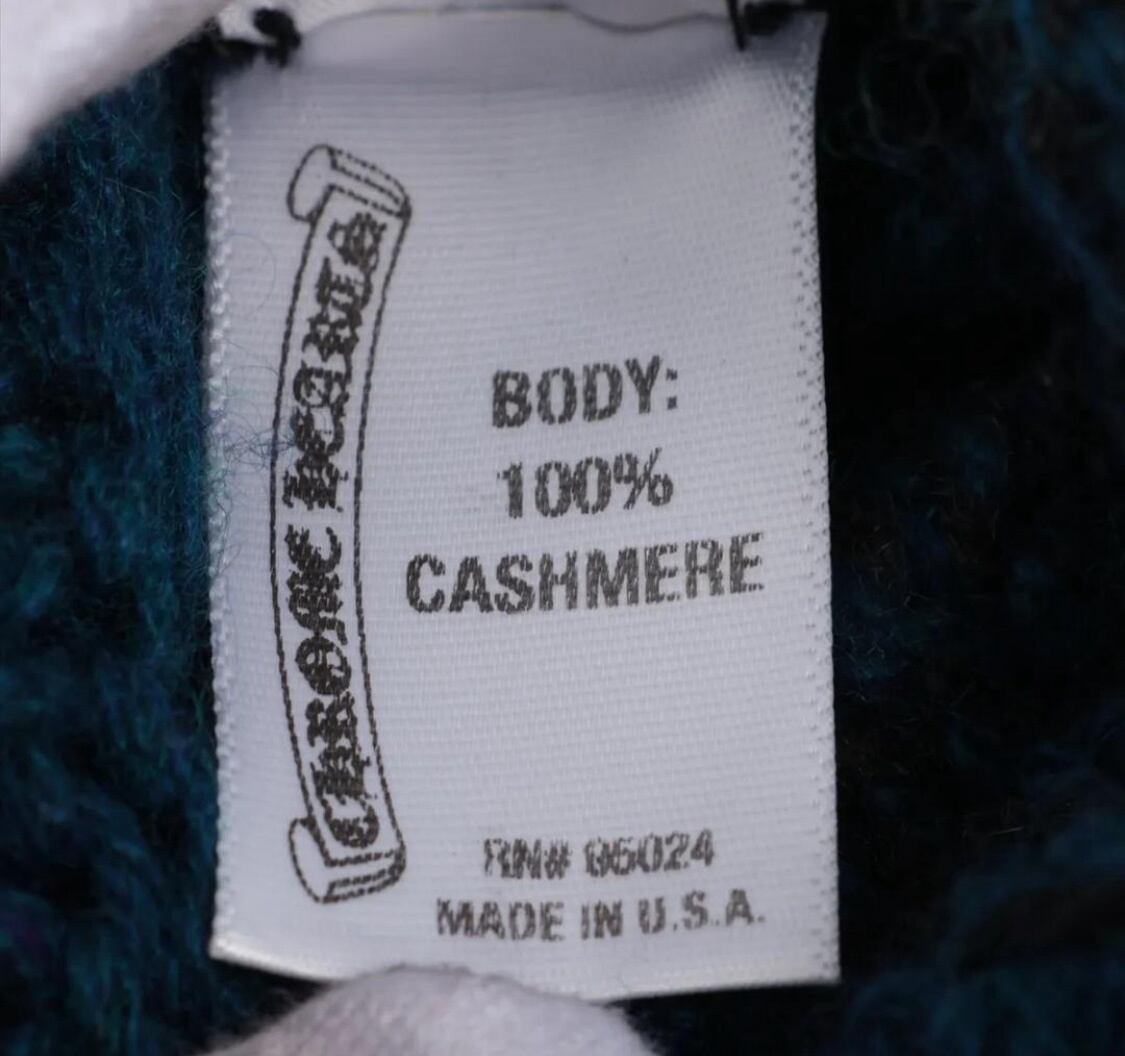 CHROME HEARTS
BODY:
100%
CASHMERE
RN# 96024
MADE IN U.S.A.